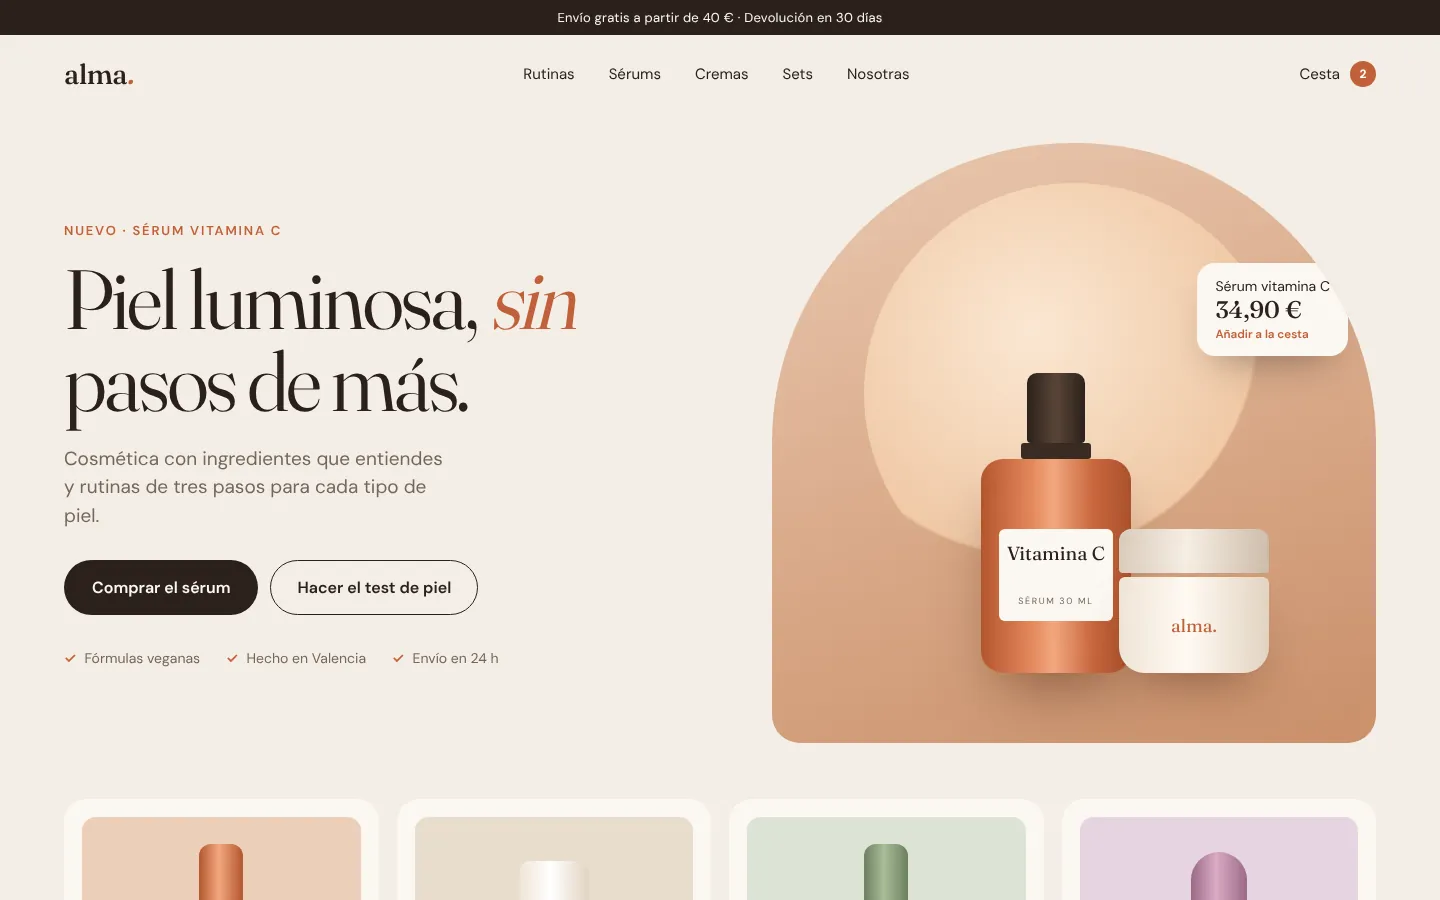 Envío gratis a partir de 40 € · Devolución en 30 días
alma.
Rutinas
Sérums
Cremas
Sets
Nosotras
Cesta
2
NUEVO · SÉRUM VITAMINA C
Piel luminosa, sin
pasos de más.
Cosmética con ingredientes que entiendes
y rutinas de tres pasos para cada tipo de
piel.
Comprar el sérum
Hacer el test de piel
Fórmulas veganas
Hecho en Valencia
Envío en 24 h
Sérum vitamina C
34,90 €
Añadir a la cesta
Vitamina C
SÉRUM 30 ML
alma.